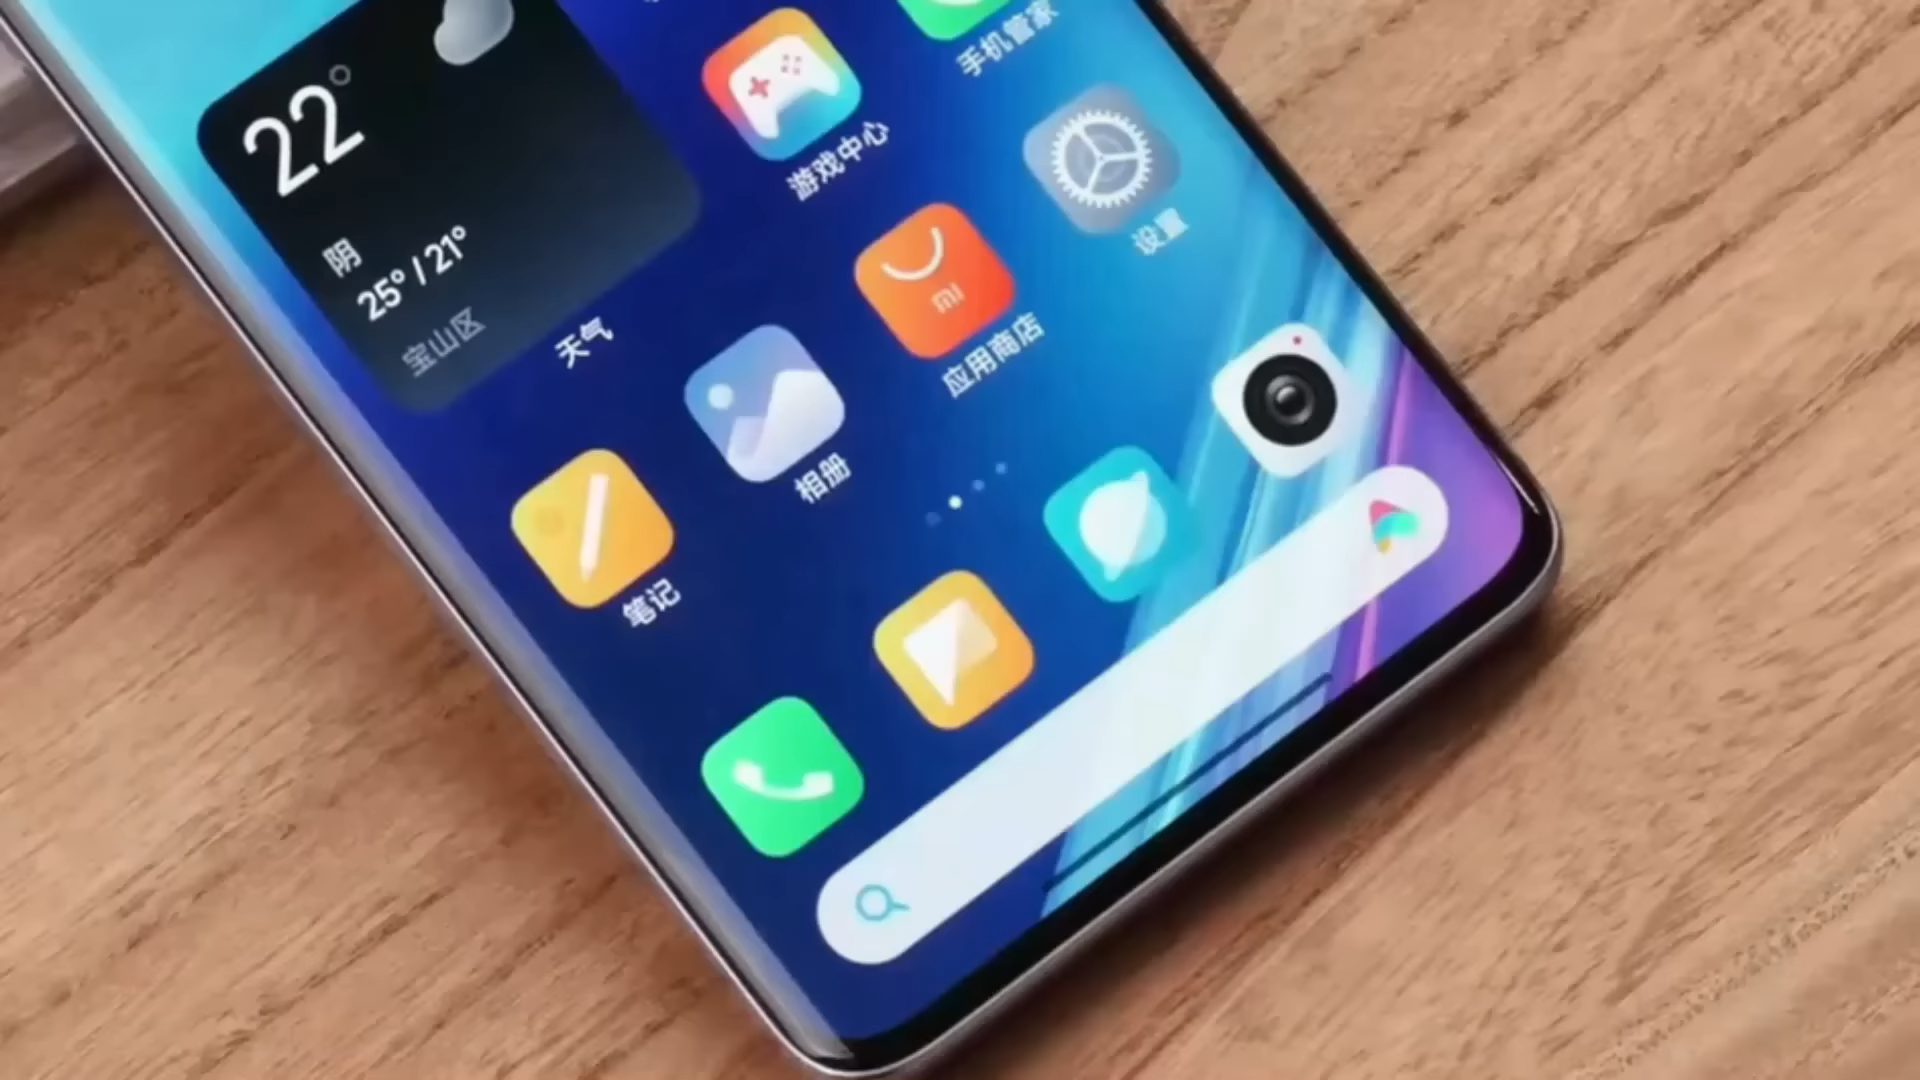 22°
阴
25° / 21°
宝山区
天气
游戏中心
手机管家
应用商店
mi
设置
笔记
相册